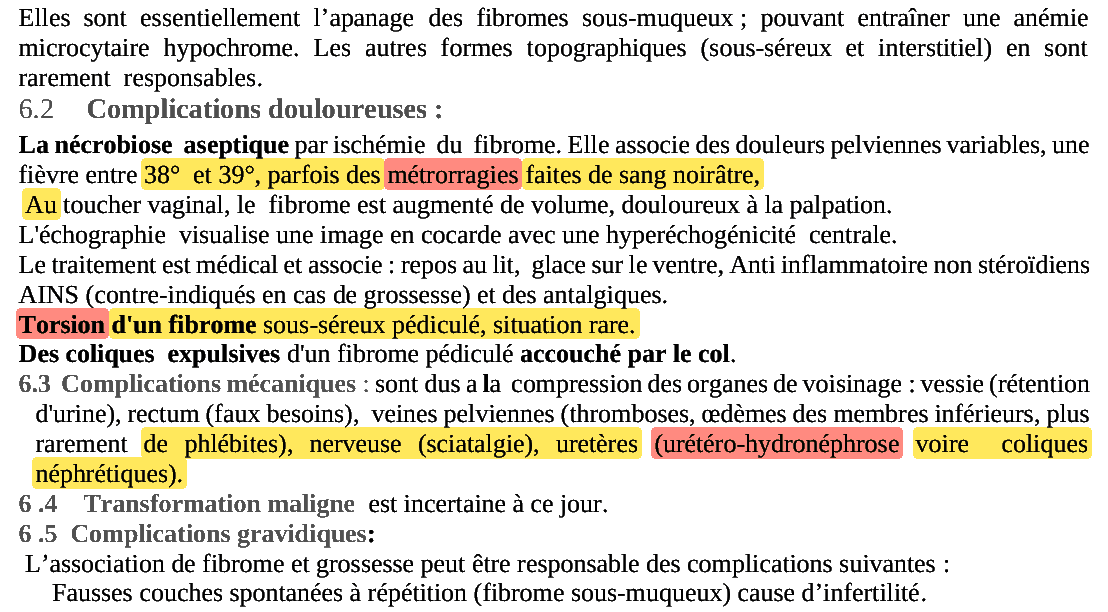 Elles sont essentiellement l’apanage des fibromes sous-muqueux ; pouvant entraîner une anémie
microcytaire hypochrome. Les autres formes topographiques (sous-séreux et interstitiel) en sont
rarement responsables.
6.2 Complications douloureuses :
La nécrobiose aseptique par ischémie du fibrome. Elle associe des douleurs pelviennes variables, une
fièvre entre 38° et 39°, parfois des métrorragies faites de sang noirâtre,
Au toucher vaginal, le fibrome est augmenté de volume, douloureux à la palpation.
L'échographie visualise une image en cocarde avec une hyperéchogénicité centrale.
Le traitement est médical et associe : repos au lit, glace sur le ventre, Anti inflammatoire non stéroïdiens
AINS (contre-indiqués en cas de grossesse) et des antalgiques.
Torsion d'un fibrome sous-séreux pédiculé, situation rare.
Des coliques expulsives d'un fibrome pédiculé accouché par le col.
6.3 Complications mécaniques : sont dus a la compression des organes de voisinage : vessie (rétention
d'urine), rectum (faux besoins), veines pelviennes (thromboses, œdèmes des membres inférieurs, plus
rarement de phlébites), nerveuse (sciatalgie), uretères (urétéro-hydronéphrose voire coliques
néphrétiques).
6 .4 Transformation maligne est incertaine à ce jour.
6 .5 Complications gravidiques:
L’association de fibrome et grossesse peut être responsable des complications suivantes :
Fausses couches spontanées à répétition (fibrome sous-muqueux) cause d’infertilité.